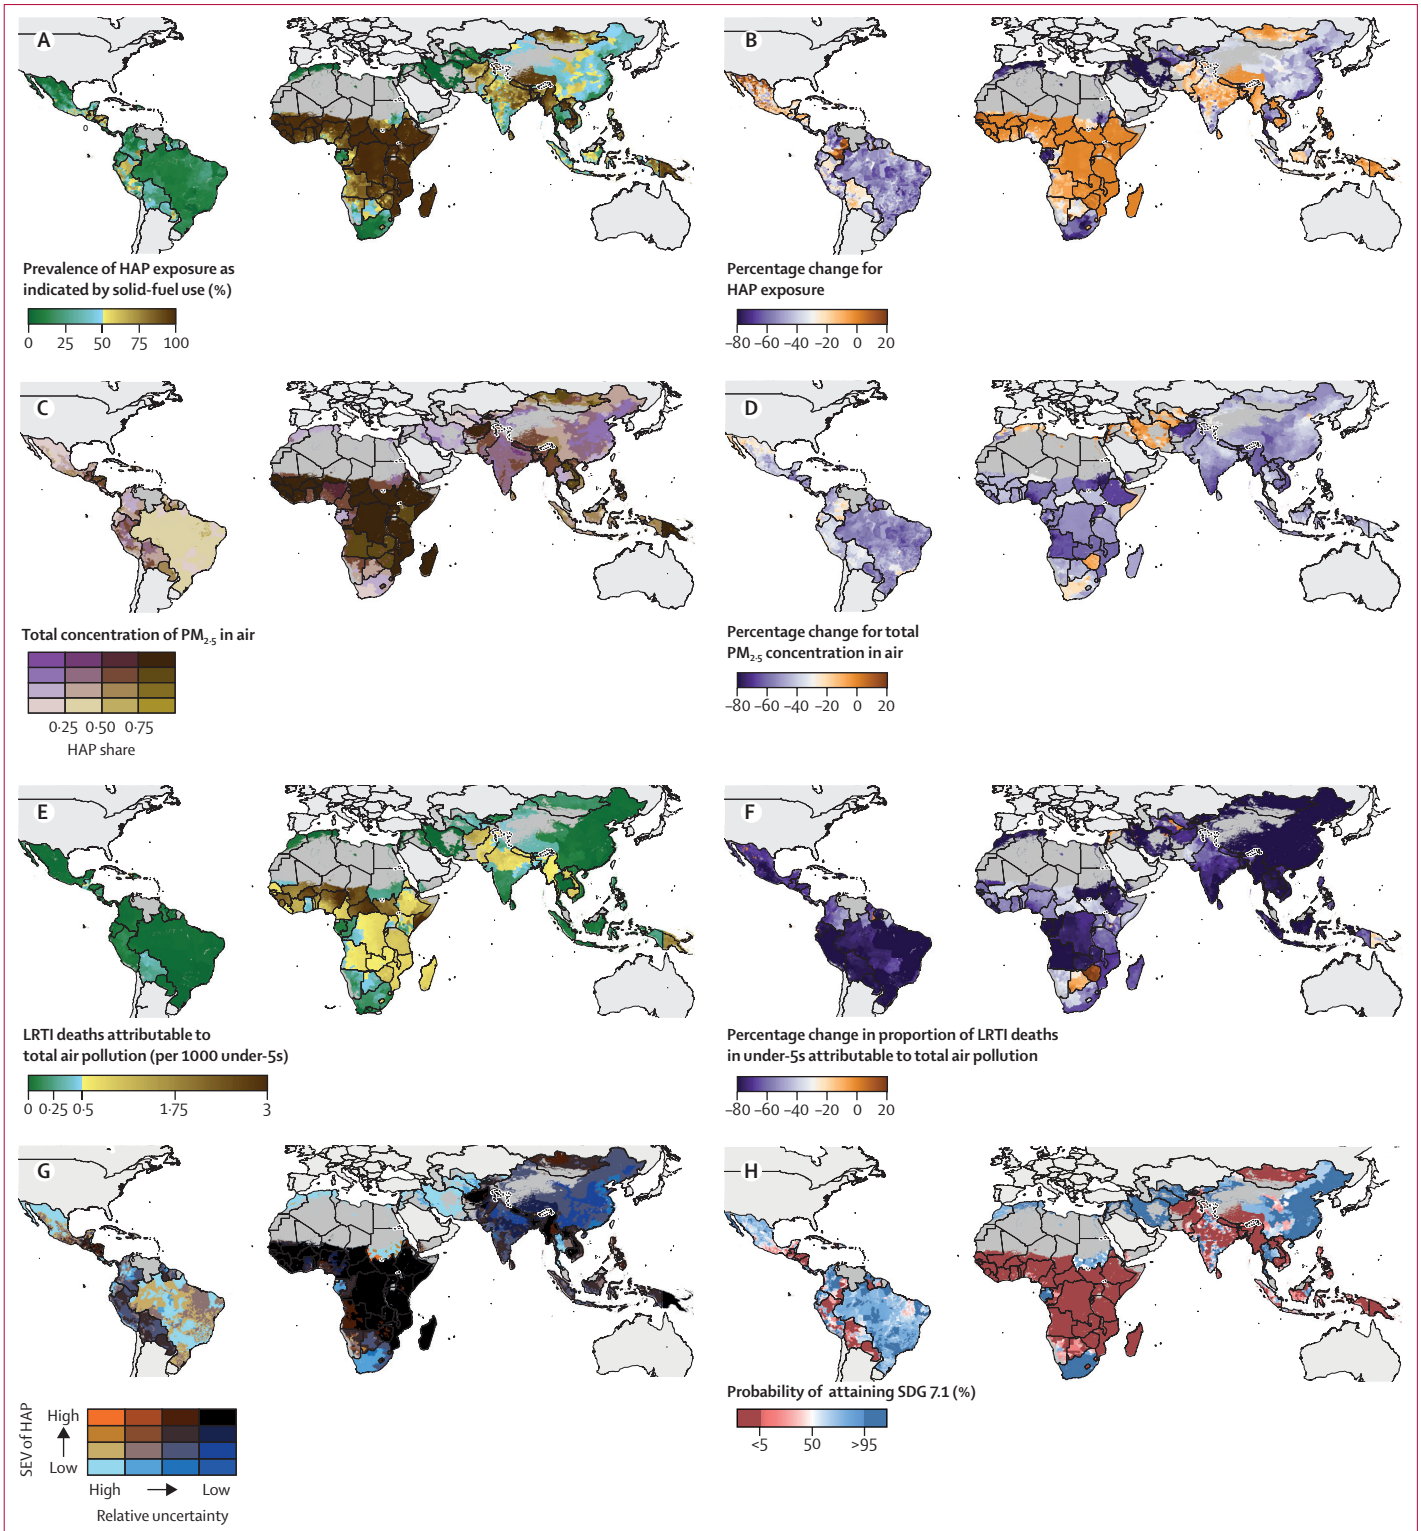 A
B
Prevalence of HAP exposure as
indicated by solid-fuel use (%)
0 25 50 75 100
Percentage change for
HAP exposure
–80 –60 –40 –20 0 20
C
D
Total concentration of PM2·5 in air
0·25 0·50 0·75
HAP share
Percentage change for total
PM2·5 concentration in air
–80 –60 –40 –20 0 20
E
F
LRTI deaths attributable to
total air pollution (per 1000 under-5s)
0 0·25 0·5 1·75 3
Percentage change in proportion of LRTI deaths
in under-5s attributable to total air pollution
–80 –60 –40 –20 0 20
G
H
SEV of HAP
High
Low
High Low
Relative uncertainty
Probability of attaining SDG 7.1 (%)
<5 50 >95